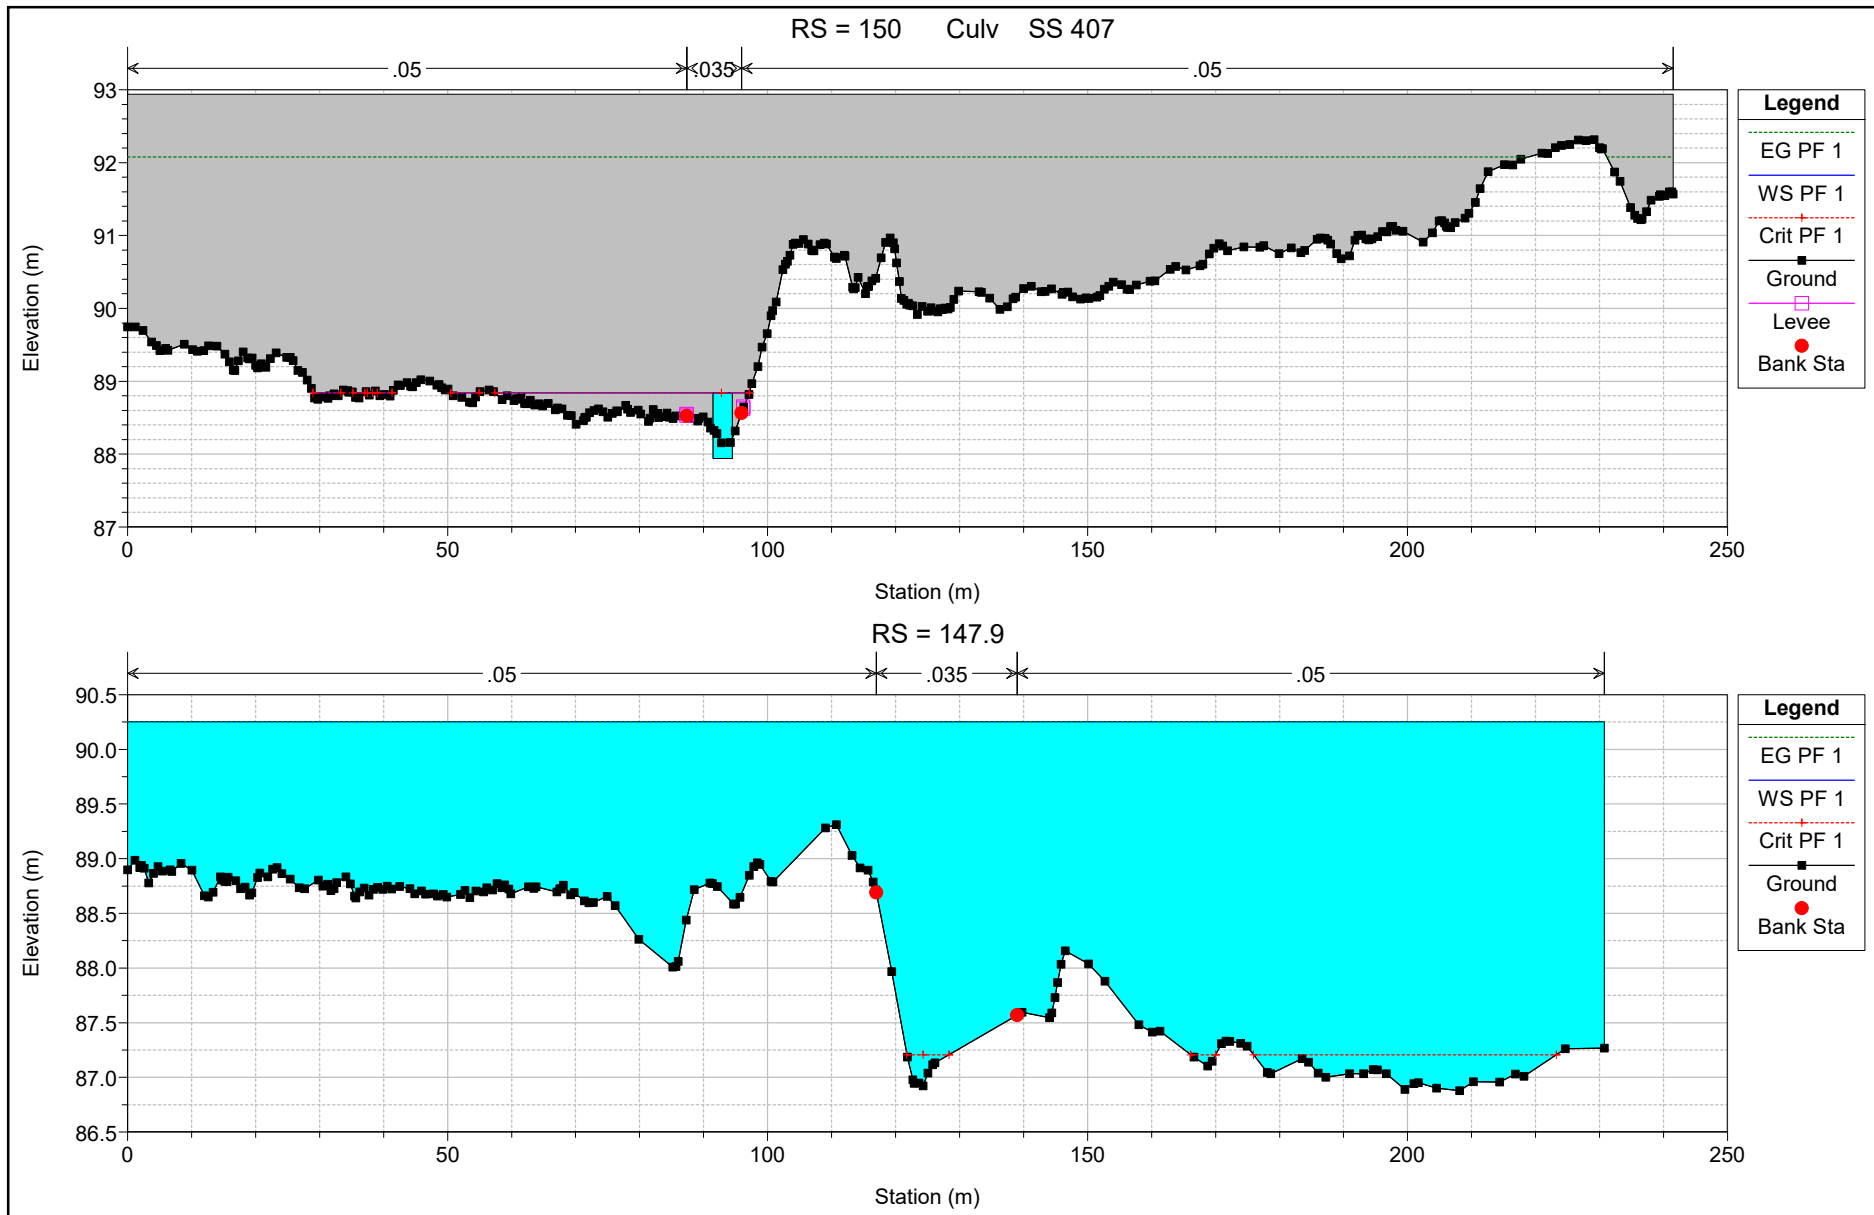 RS = 150 Culv SS 407
.05 .035 .05
93
92
91
90
89
88
87
Elevation (m)
0 50 100 150 200 250
Station (m)
Legend
EG PF 1
WS PF 1
Crit PF 1
Ground
Levee
Bank Sta
RS = 147.9
.05 .035 .05
90.5
90.0
89.5
89.0
88.5
88.0
87.5
87.0
86.5
Elevation (m)
0 50 100 150 200 250
Station (m)
Legend
EG PF 1
WS PF 1
Crit PF 1
Ground
Bank Sta